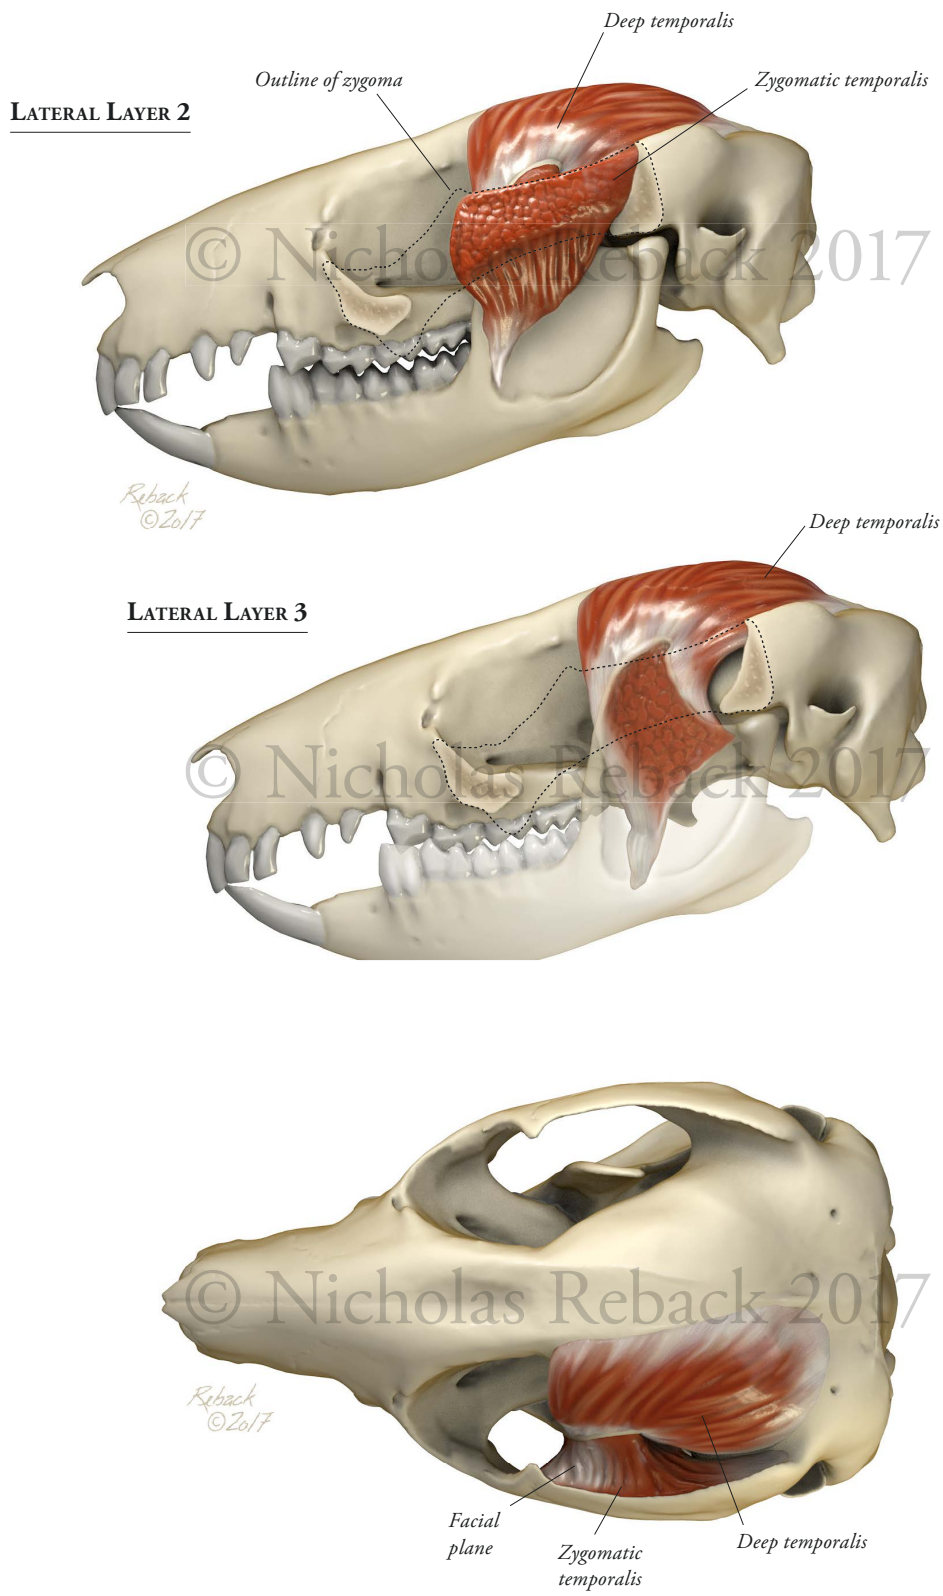 Deep temporalis
Outline of zygoma
Zygomatic temporalis
LATERAL LAYER 2
© Nicholas Reback 2017
Reback
©2017
Deep temporalis
LATERAL LAYER 3
© Nicholas Reback 2017
© Nicholas Reback 2017
Reback
©2017
Facial
plane
Zygomatic
temporalis
Deep temporalis